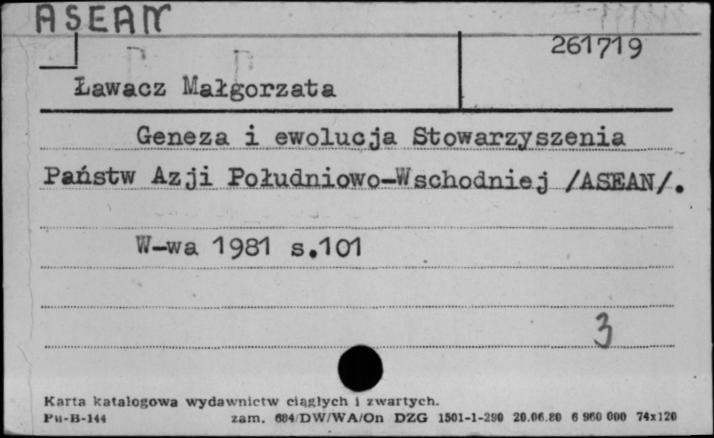 ASEAN
261719
Ławacz Małgorzata
Geneza i ewolucja Stowarzyszenia
Państw Azji Południowo-Wschodniej /ASEAN/.
W-wa 1981 s.101
3
Karta katalogowa wydawnictw ciągłych i zwartych.
Pu-B-144 zam. 684/DW/WA/On DZG 1501-1-290 20.06.80 6 960 000 74x120